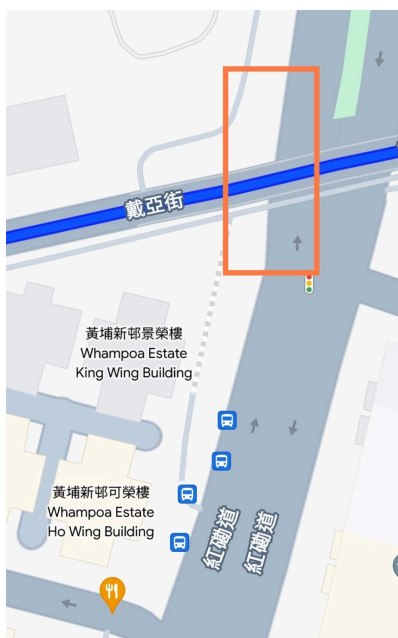 戴亞街
黃埔新邨景榮樓
Whampoa Estate
King Wing Building
黃埔新邨可榮樓
Whampoa Estate
Ho Wing Building
紅磡道
紅磡道